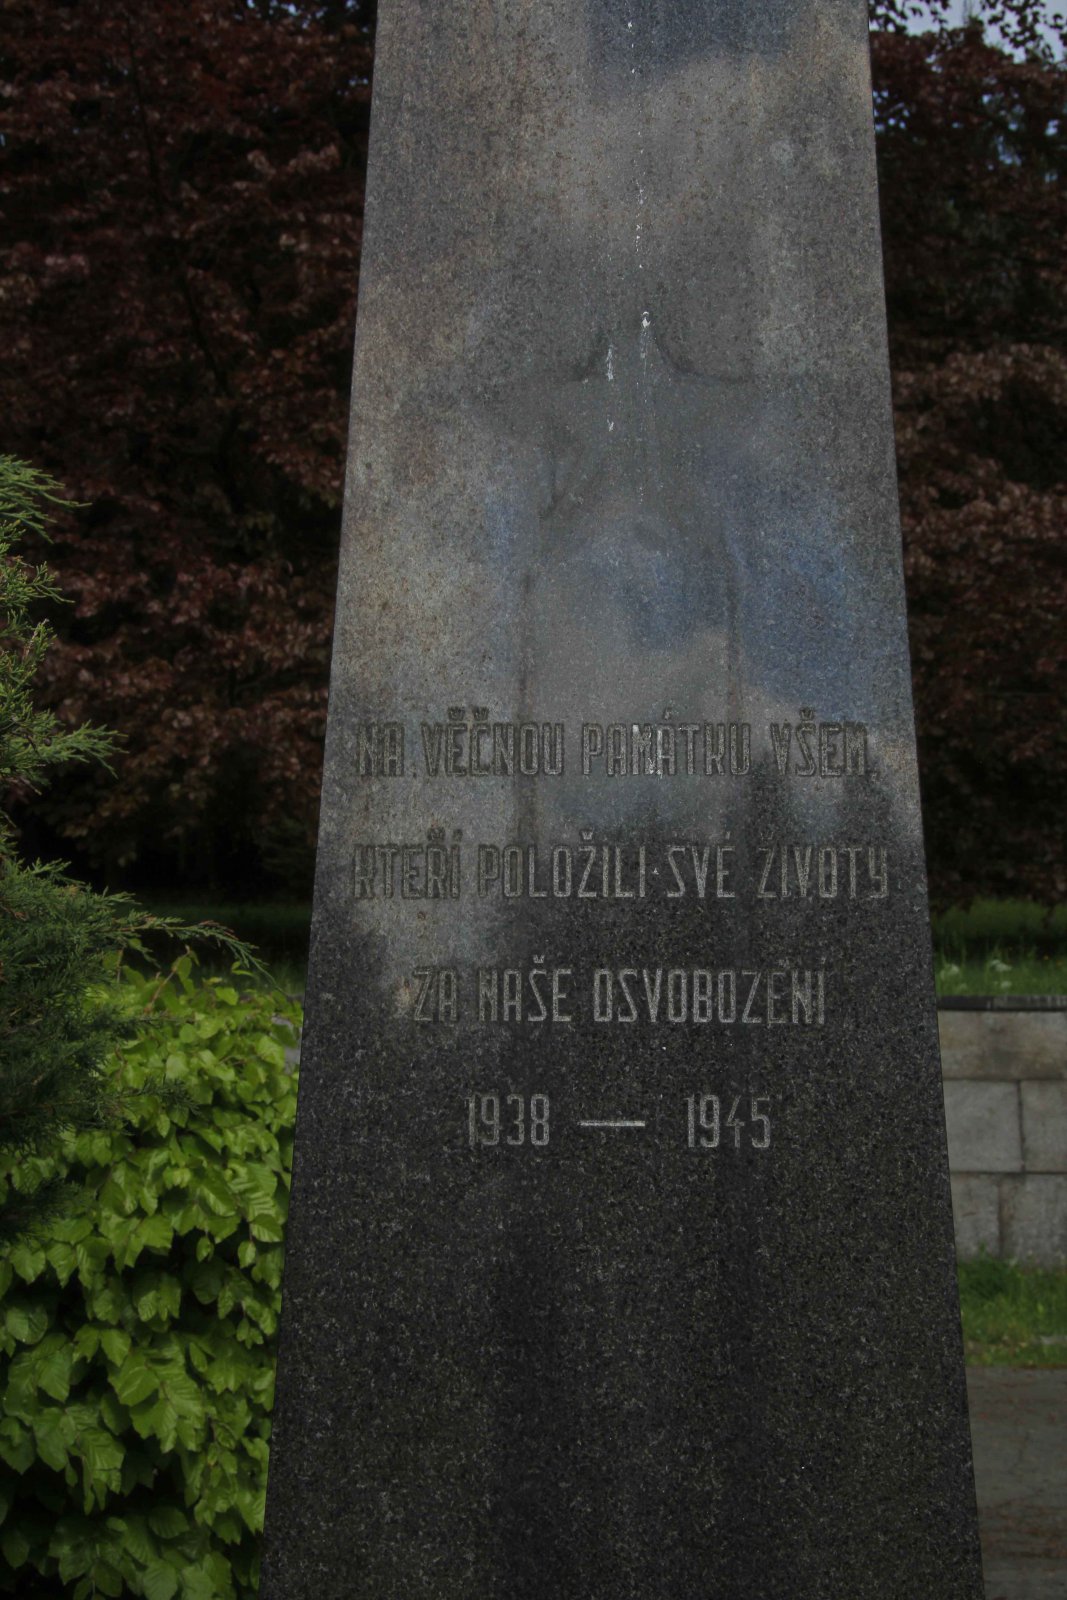 NA VĚČNOU PAMÁTKU VŠEM,
KTEŘÍ POLOŽILI SVÉ ŽIVOTY
ZA NAŠE OSVOBOZENÍ
1938 — 1945